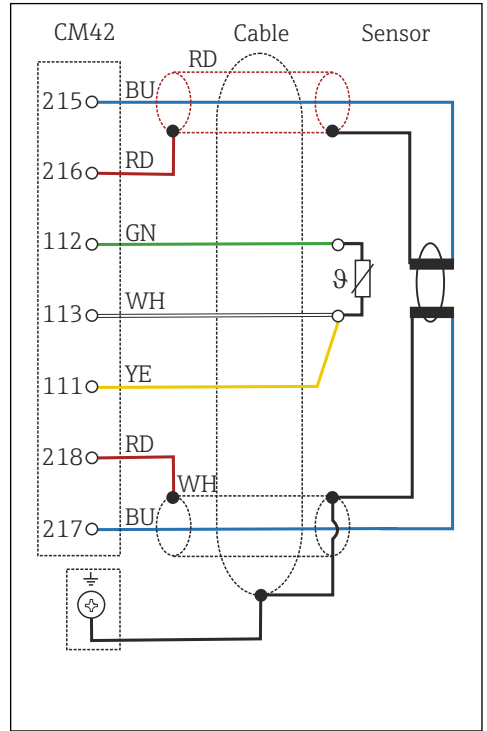 CM42 Cable Sensor
RD
215 BU
216 RD
112 GN
ϑ
113 WH
111 YE
218 RD
WH
217 BU